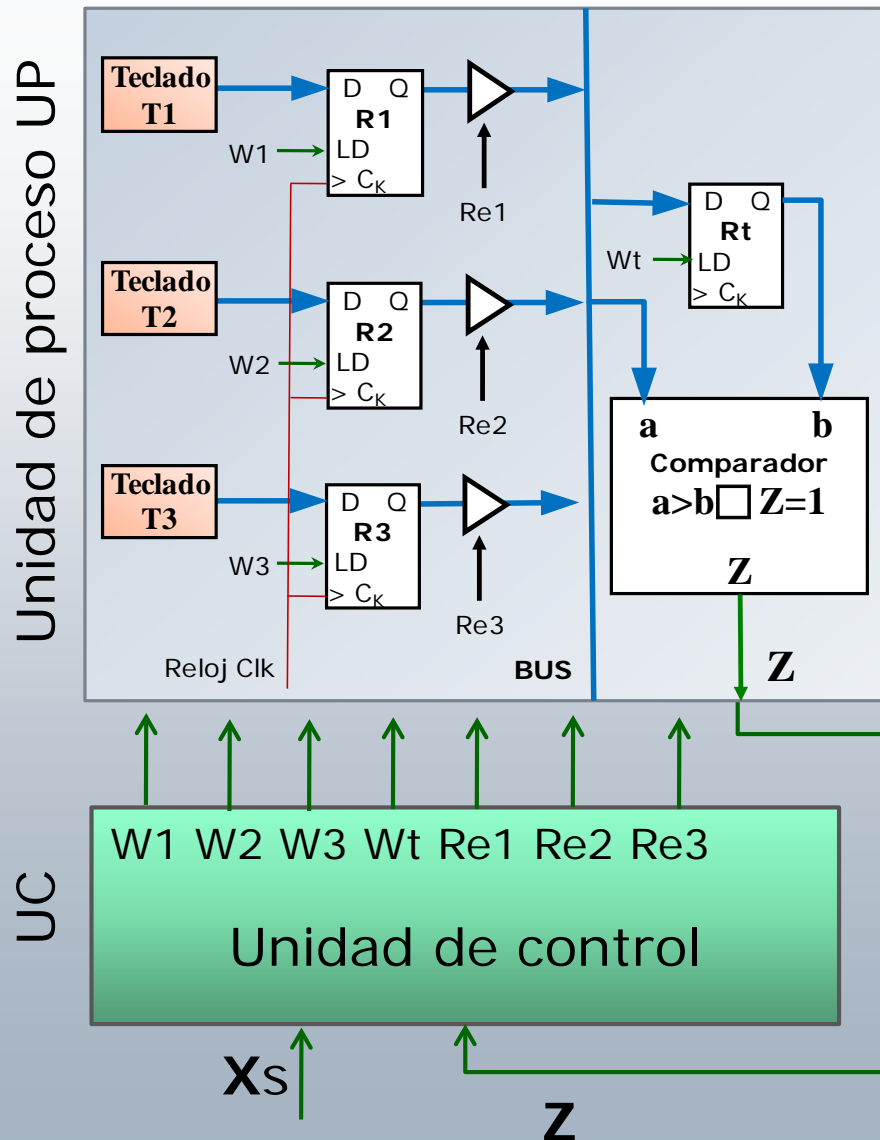 Unidad de proceso UP
Teclado
T1
D Q
R1
W1
LD
> CK
Re1
Teclado
T2
D Q
R2
W2
LD
> CK
Re2
Teclado
T3
D Q
R3
W3
LD
> CK
Re3
Reloj Clk
BUS
D Q
Rt
Wt
LD
> CK
a b
Comparador
a>b□ Z=1
Z
Z
UC
W1 W2 W3 Wt Re1 Re2 Re3
Unidad de control
Xs
Z